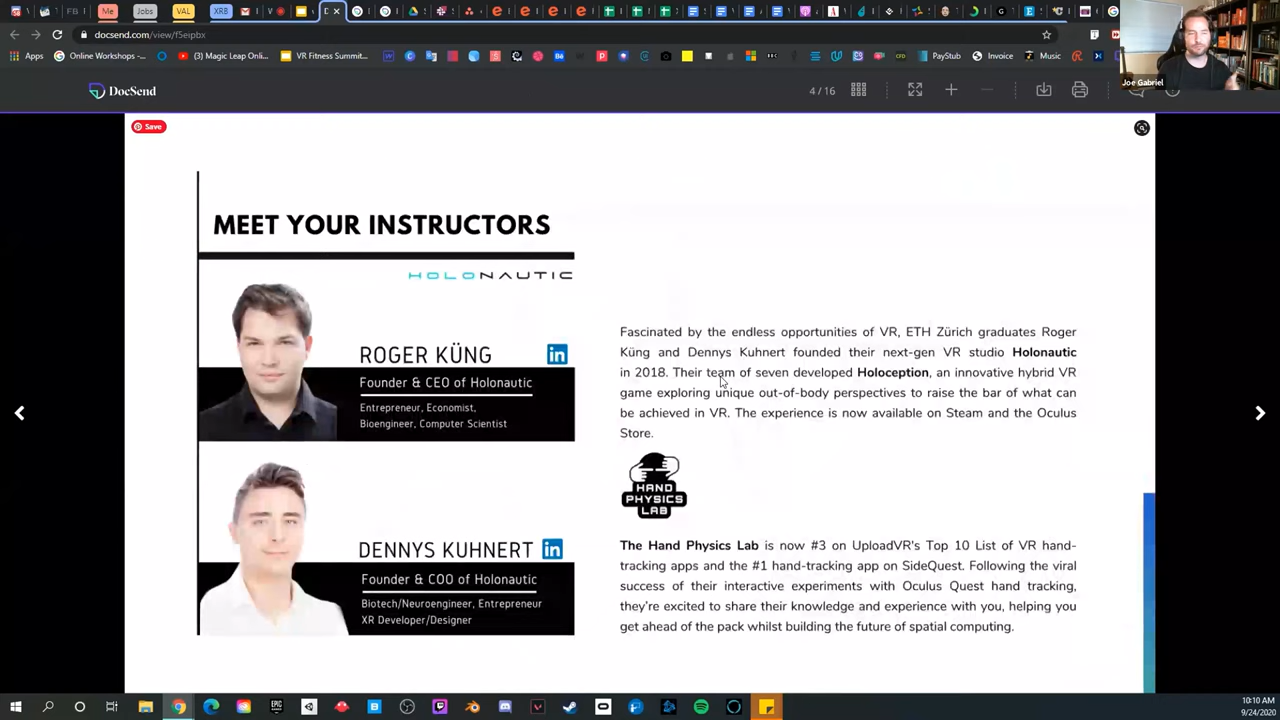 Me
Jobs
VAL
XRB
docsend.com/view/f5eipbx
Apps
Online Workshops -...
(3) Magic Leap Onli...
VR Fitness Summit...
PayStub
Invoice
Music
Joe Gabriel
DocSend
4 / 16
Save
MEET YOUR INSTRUCTORS
HOLONAUTIC
ROGER KÜNG
Founder & CEO of Holonautic
Entrepreneur, Economist,
Bioengineer, Computer Scientist
DENNYS KUHNERT
Founder & COO of Holonautic
Biotech/Neuroengineer, Entrepreneur
XR Developer/Designer
Fascinated by the endless opportunities of VR, ETH Zürich graduates Roger
Küng and Dennys Kuhnert founded their next-gen VR studio Holonautic
in 2018. Their team of seven developed Holoception, an innovative hybrid VR
game exploring unique out-of-body perspectives to raise the bar of what can
be achieved in VR. The experience is now available on Steam and the Oculus
Store.
HAND
PHYSICS
LAB
The Hand Physics Lab is now #3 on UploadVR's Top 10 List of VR hand-
tracking apps and the #1 hand-tracking app on SideQuest. Following the viral
success of their interactive experiments with Oculus Quest hand tracking,
they're excited to share their knowledge and experience with you, helping you
get ahead of the pack whilst building the future of spatial computing.
10:10 AM
9/24/2020